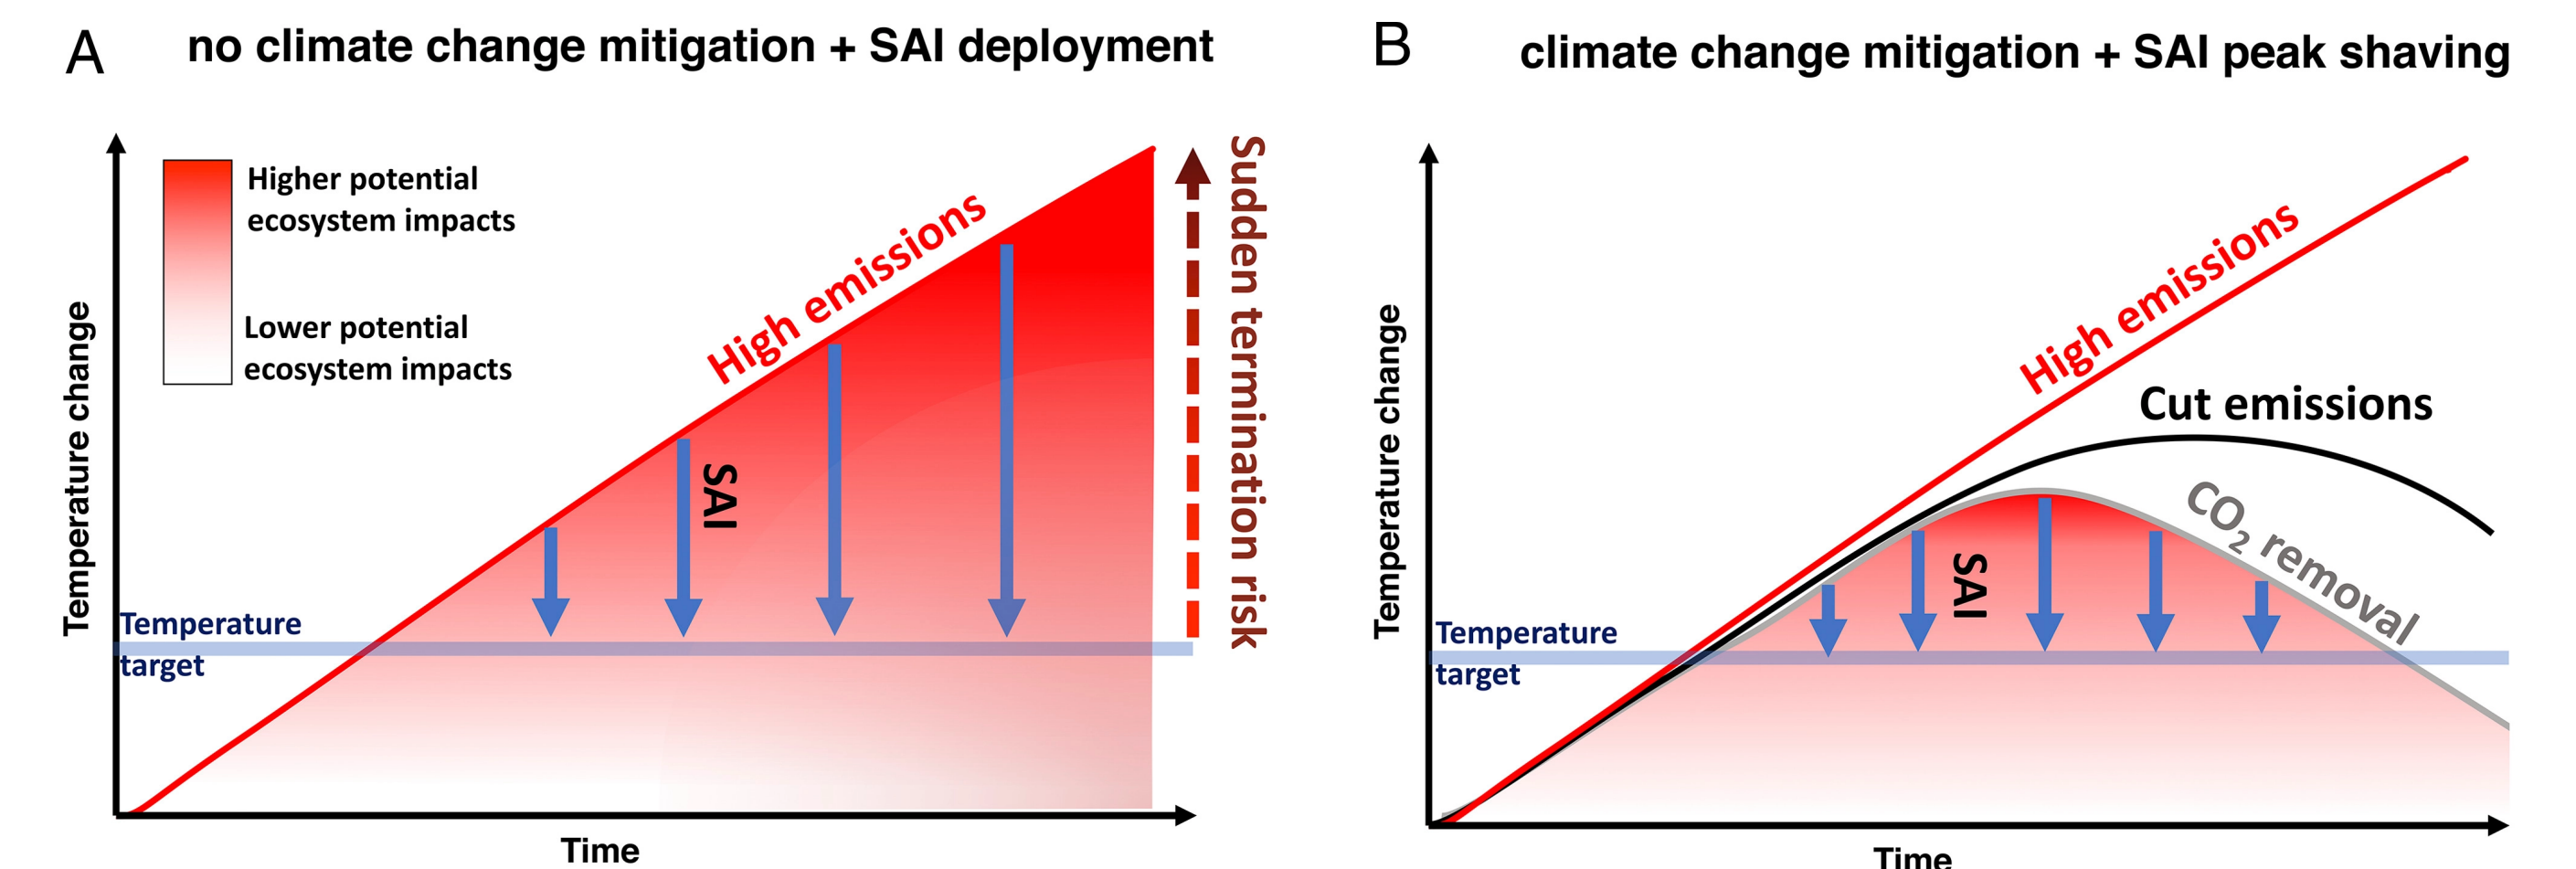 A
no climate change mitigation + SAI deployment
Higher potential
ecosystem impacts
Lower potential
ecosystem impacts
High emissions
SAI
Sudden termination risk
Temperature change
Temperature
target
Time
B
climate change mitigation + SAI peak shaving
High emissions
Cut emissions
CO₂ removal
SAI
Temperature change
Temperature
target
Time